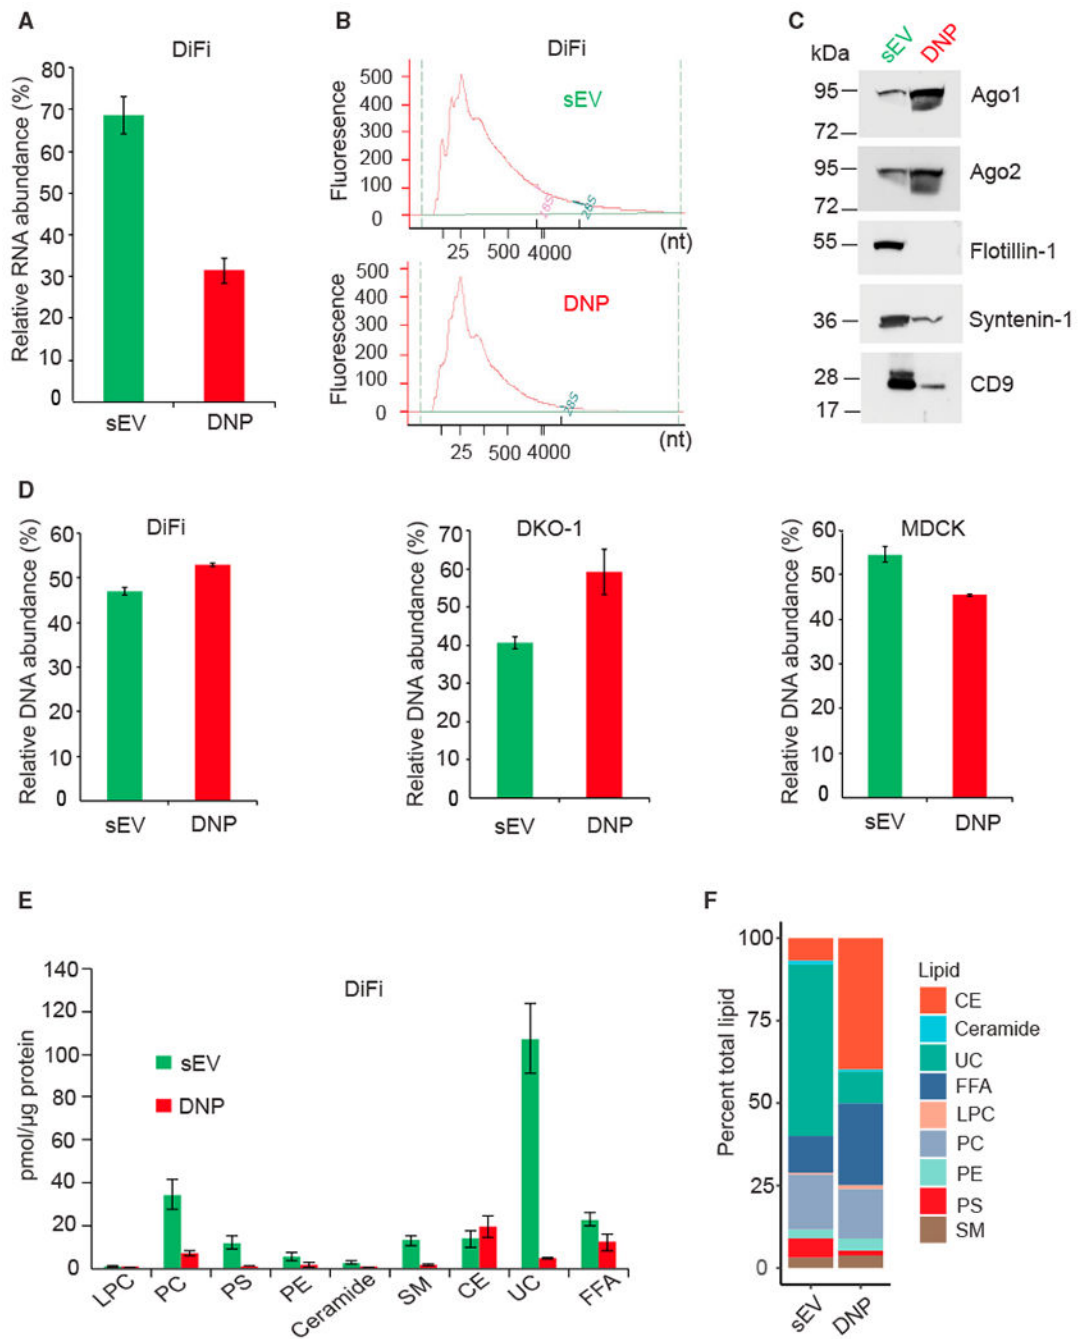 A
DiFi
Relative RNA abundance (%)
80
70
60
50
40
30
20
10
0
sEV
DNP
B
DiFi
Fluoresence
500
400
300
200
100
0
sEV
18S
28S
25 500 4000
(nt)
Fluorescence
500
400
300
200
100
0
DNP
28S
25 500 4000
(nt)
C
kDa
sEV
DNP
95
72
Ago1
95
72
Ago2
55
Flotillin-1
36
Syntenin-1
28
17
CD9
D
DiFi
Relative DNA abundance (%)
60
50
40
30
20
10
0
sEV
DNP
DKO-1
Relative DNA abundance (%)
70
60
50
40
30
20
10
0
sEV
DNP
MDCK
Relative DNA abundance (%)
60
50
40
30
20
10
0
sEV
DNP
E
DiFi
pmol/µg protein
140
120
100
80
60
40
20
0
sEV
DNP
LPC
PC
PS
PE
Ceramide
SM
CE
UC
FFA
F
Percent total lipid
100
75
50
25
0
sEV
DNP
Lipid
CE
Ceramide
UC
FFA
LPC
PC
PE
PS
SM